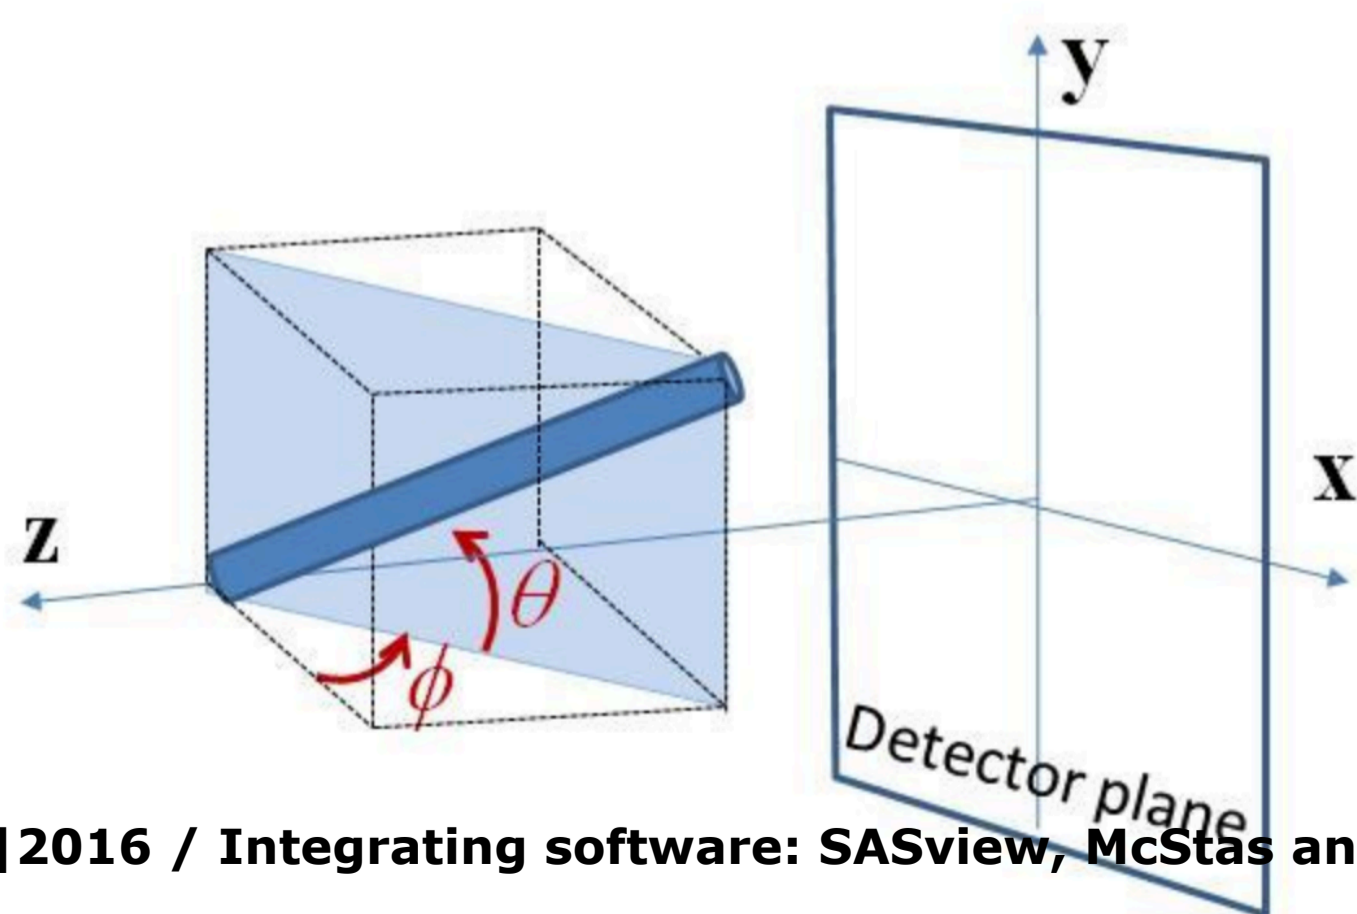 y
x
z
θ
ϕ
Detector plane
2016 / Integrating software: SASview, McStas an